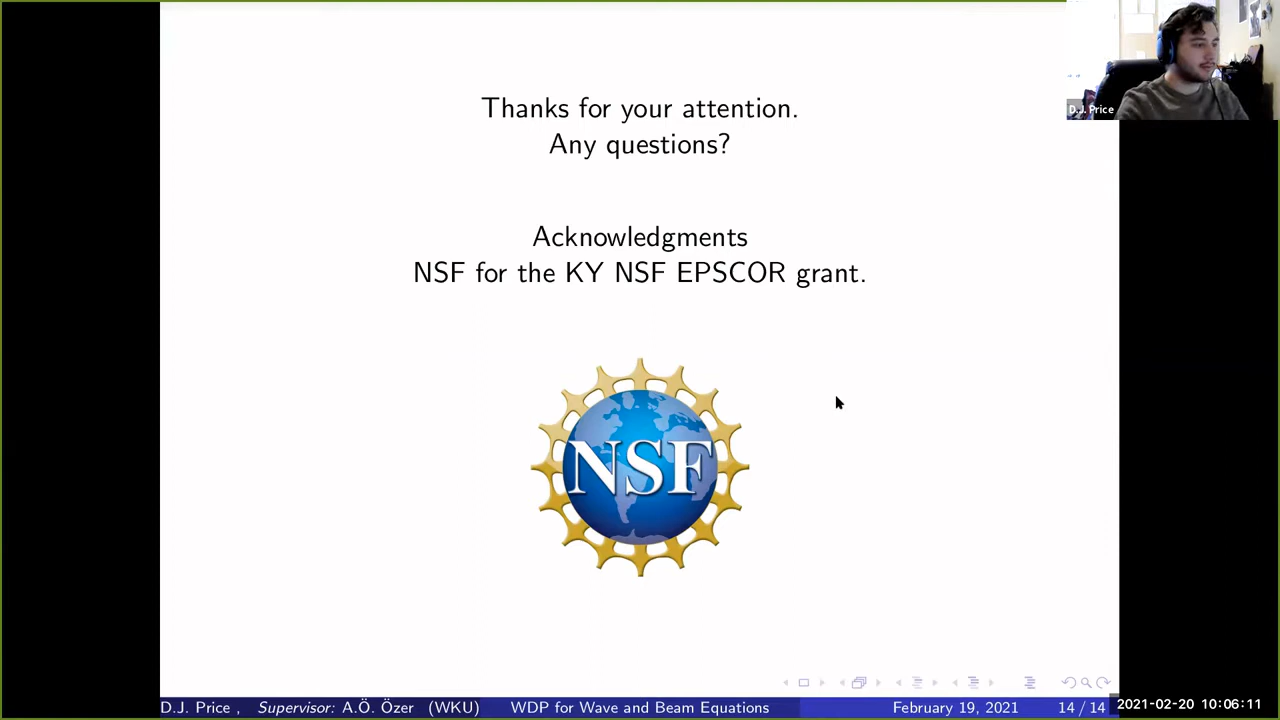 Thanks for your attention.
Any questions?
Acknowledgments
NSF for the KY NSF EPSCOR grant.
NSF
D.J. Price
D.J. Price , Supervisor: A.Ö. Özer (WKU) WDP for Wave and Beam Equations February 19, 2021 14 / 14
2021-02-20 10:06:11